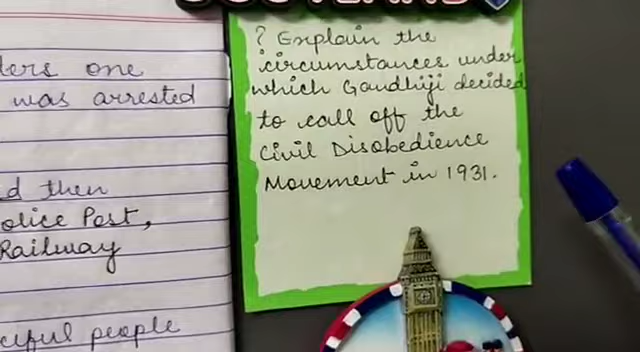 ders one
was arrested
d then
olice Post,
Railway
ceful people
? Explain the
circumstances under
which Gandhiji decided
to call off the
Civil Disobedience
Movement in 1931.